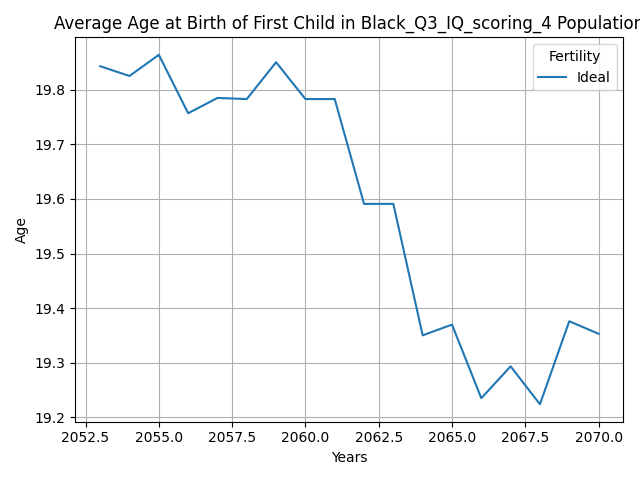 Average Age at Birth of First Child in Black_Q3_IQ_scoring_4 Population
Fertility
Ideal
19.8
19.7
19.6
19.5
19.4
19.3
19.2
Age
2052.5 2055.0 2057.5 2060.0 2062.5 2065.0 2067.5 2070.0
Years